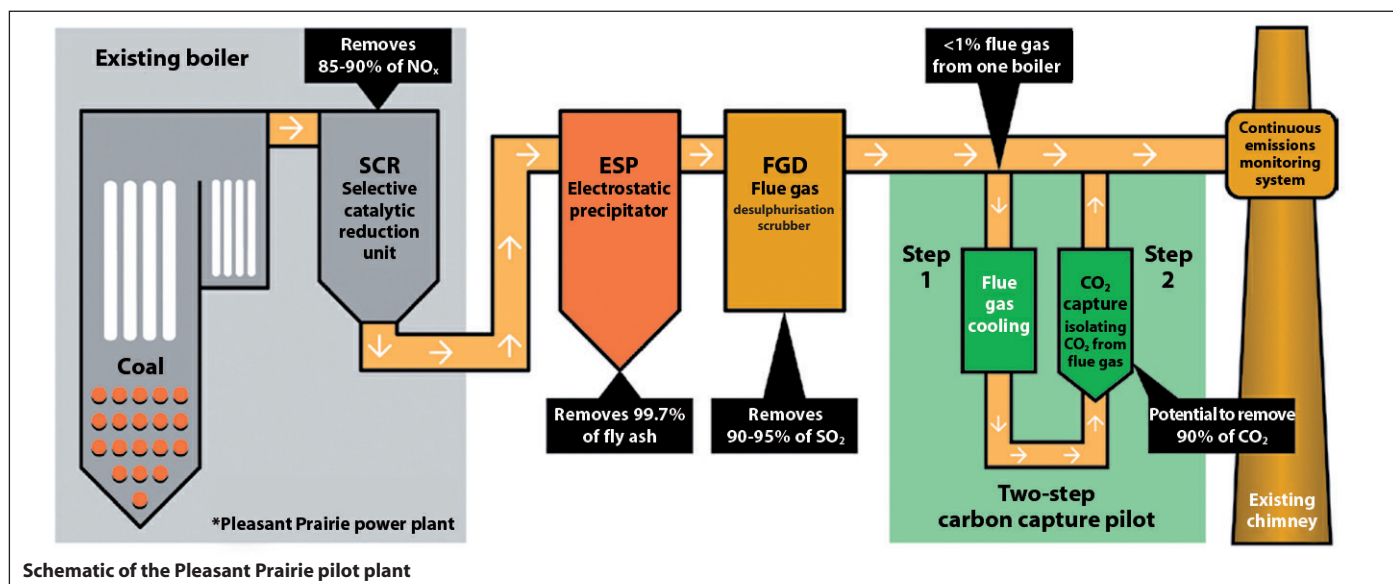 Existing boiler
Removes
85-90% of NOₓ
SCR
Selective
catalytic
reduction
unit
Coal
*Pleasant Prairie power plant
ESP
Electrostatic
precipitator
Removes 99.7%
of fly ash
FGD
Flue gas
desulphurisation
scrubber
Removes
90-95% of SO₂
<1% flue gas
from one boiler
Step
1
Flue
gas
cooling
CO₂
capture
isolating
CO₂ from
flue gas
Step
2
Potential to remove
90% of CO₂
Two-step
carbon capture pilot
Continuous
emissions
monitoring
system
Existing
chimney
Schematic of the Pleasant Prairie pilot plant